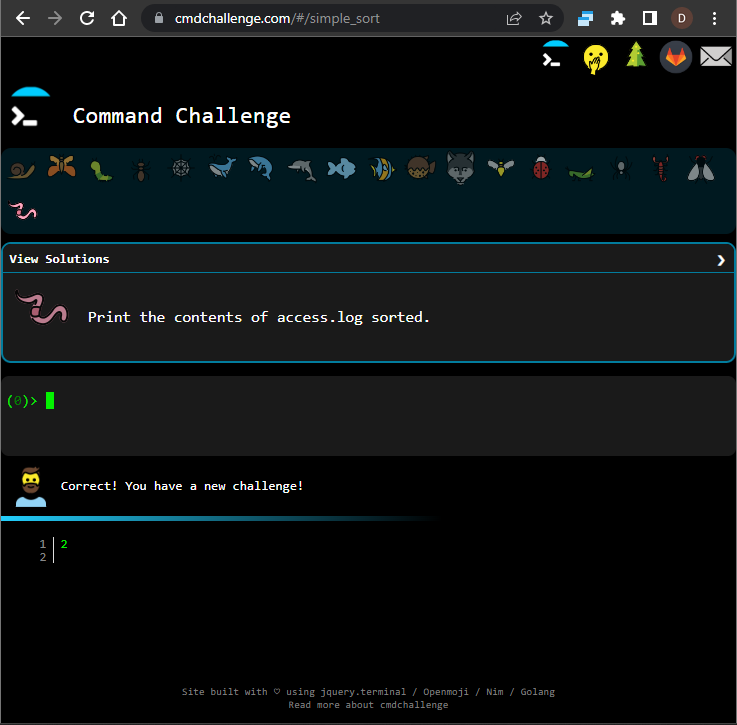 cmdchallenge.com/#/simple_sort
D
Command Challenge
View Solutions
Print the contents of access.log sorted.
(0)>
Correct! You have a new challenge!
1 2
2
Site built with ♡ using jquery.terminal / Openmoji / Nim / Golang
Read more about cmdchallenge